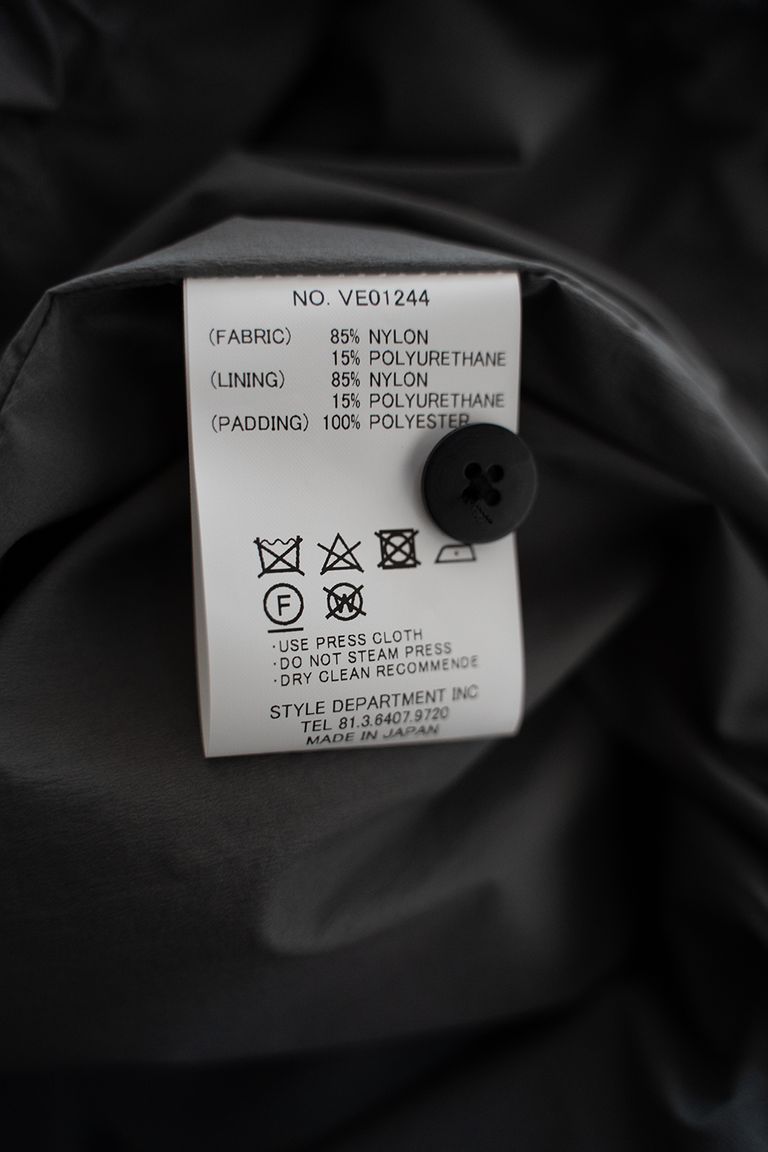 NO. VE01244
(FABRIC) 85% NYLON
15% POLYURETHANE
(LINING) 85% NYLON
15% POLYURETHANE
(PADDING) 100% POLYESTER
F W
·USE PRESS CLOTH
·DO NOT STEAM PRESS
·DRY CLEAN RECOMMENDE
STYLE DEPARTMENT INC
TEL 81.3.6407.9720
MADE IN JAPAN